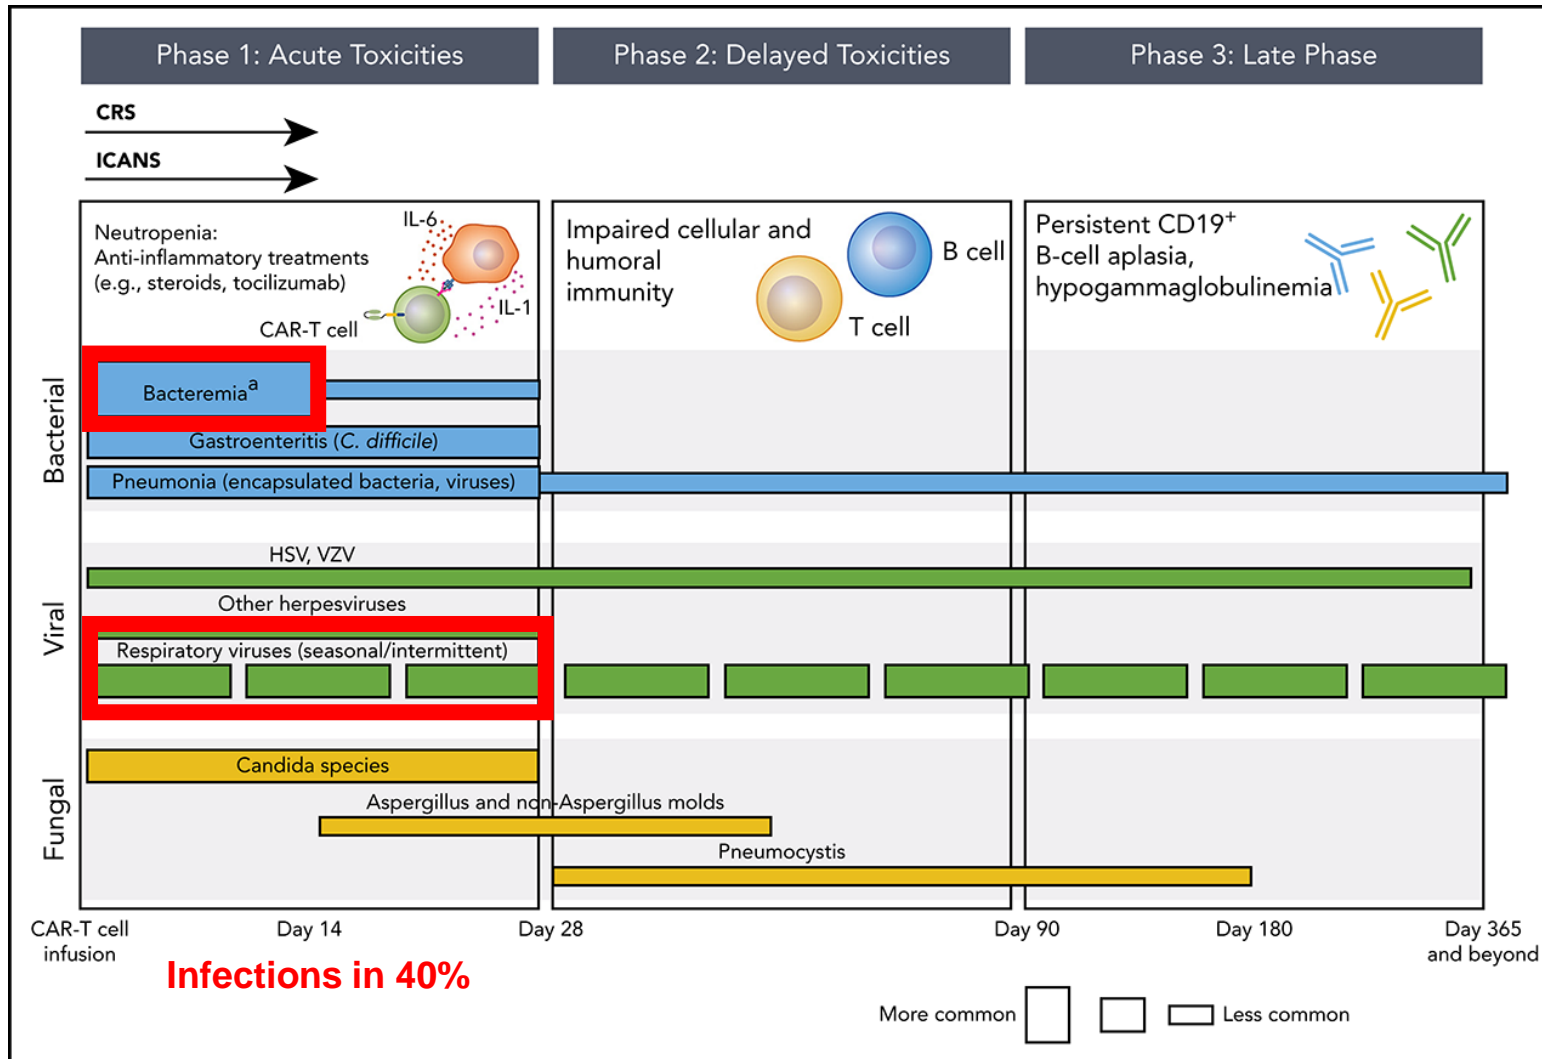 Phase 1: Acute Toxicities
Phase 2: Delayed Toxicities
Phase 3: Late Phase
CRS
ICANS
Neutropenia:
Anti-inflammatory treatments
(e.g., steroids, tocilizumab)
IL-6
IL-1
CAR-T cell
Impaired cellular and
humoral
immunity
B cell
T cell
Persistent CD19+
B-cell aplasia,
hypogammaglobulinemia
Bacterial
Bacteremiaa
Gastroenteritis (C. difficile)
Pneumonia (encapsulated bacteria, viruses)
Viral
HSV, VZV
Other herpesviruses
Respiratory viruses (seasonal/intermittent)
Fungal
Candida species
Aspergillus and non-Aspergillus molds
Pneumocystis
CAR-T cell
infusion
Day 14
Day 28
Day 90
Day 180
Day 365
and beyond
Infections in 40%
More common
Less common